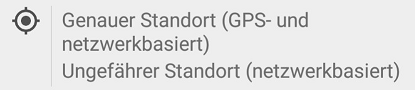 Genauer Standort (GPS- und
netzwerkbasiert)
Ungefährer Standort (netzwerkbasiert)